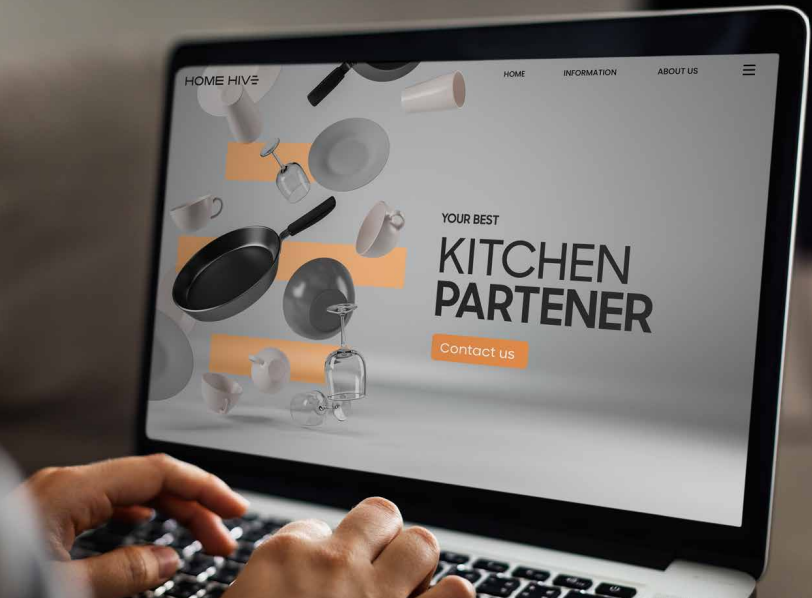 HOME HIVE
HOME INFORMATION ABOUT US
YOUR BEST
KITCHEN
PARTENER
Contact us